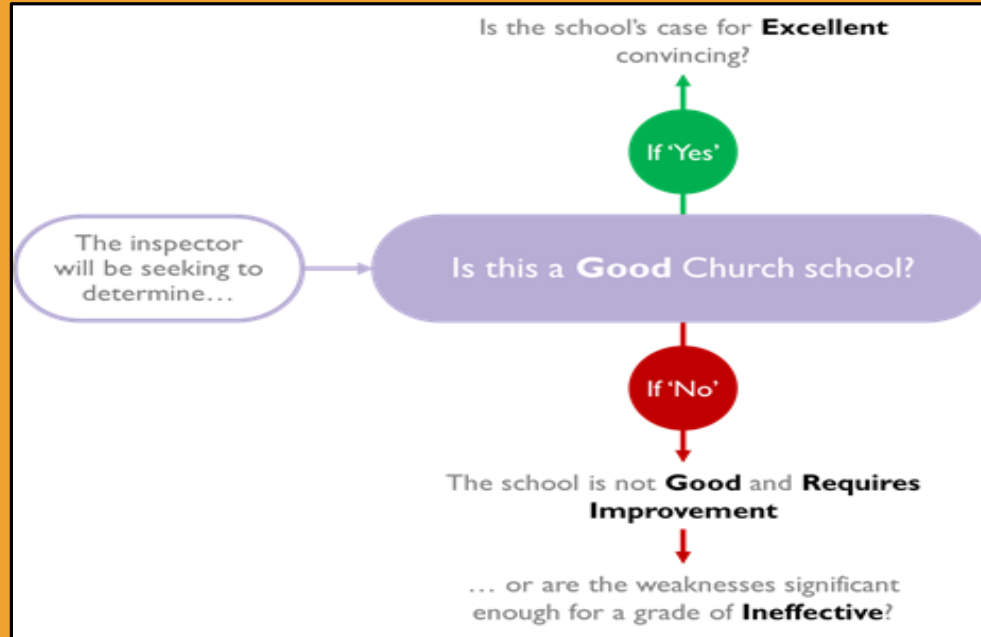 Is the school's case for Excellent
convincing?
If 'Yes'
The inspector
will be seeking to
determine...
Is this a Good Church school?
If 'No'
The school is not Good and Requires
Improvement
... or are the weaknesses significant
enough for a grade of Ineffective?